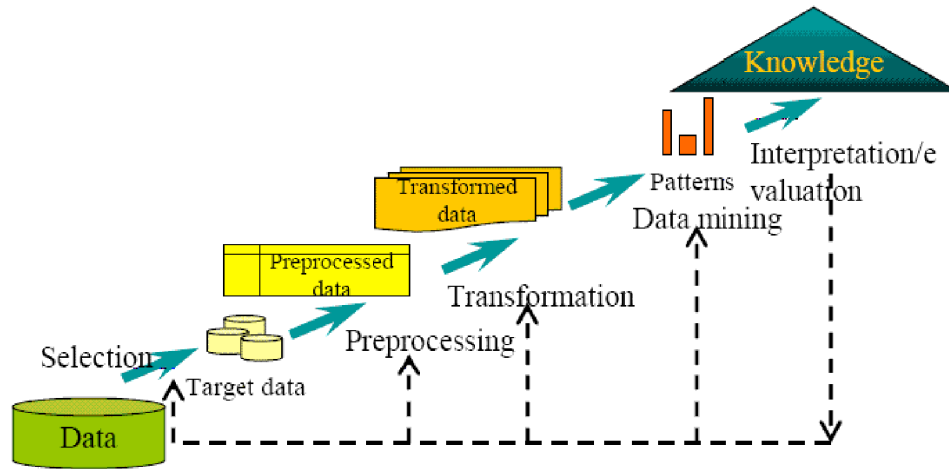 Knowledge
Interpretation/e
valuation
Patterns
Data mining
Transformed
data
Transformation
Preprocessed
data
Preprocessing
Selection
Target data
Data